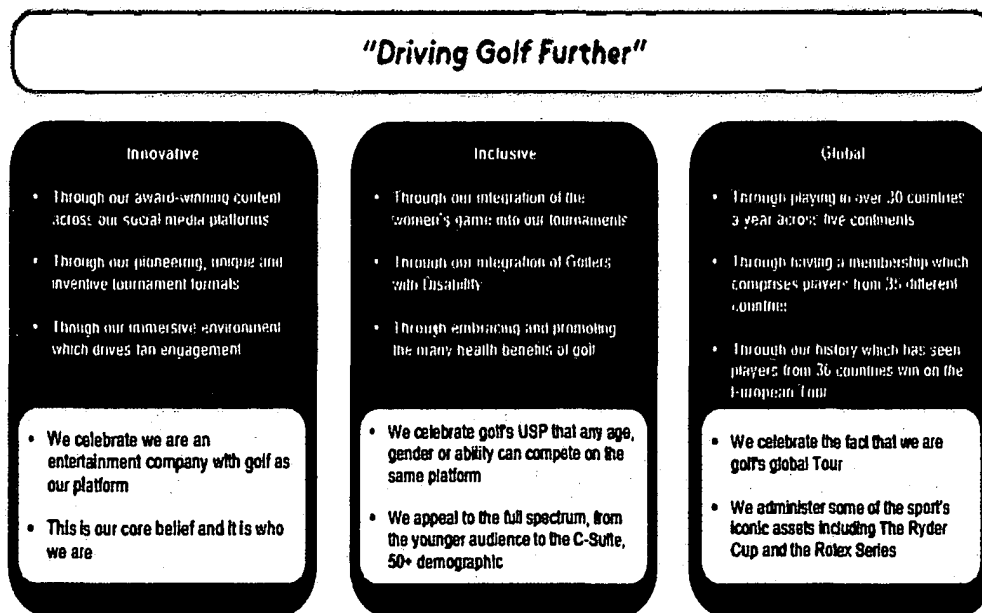 "Driving Golf Further"
Innovative
• Through our award-winning content
across our social media platforms
• Through our pioneering, unique and
inventive tournament formats
• Though our immersive environment
which drives fan engagement
• We celebrate we are an
entertainment company with golf as
our platform
• This is our core belief and it is who
we are
Inclusive
• Through our integration of the
women's game into our tournaments
• Through our integration of Golfers
with Disability
• Through embracing and promoting
the many health benefits of golf
• We celebrate golf's USP that any age,
gender or ability can compete on the
same platform
• We appeal to the full spectrum, from
the younger audience to the C-Suite,
50+ demographic
Global
• Through playing in over 30 countries
a year across five continents
• Through having a membership which
comprises players from 35 different
countries
• Through our history which has seen
players from 36 countries win on the
European Tour
• We celebrate the fact that we are
golf's global Tour
• We administer some of the sport's
iconic assets including The Ryder
Cup and the Rolex Series